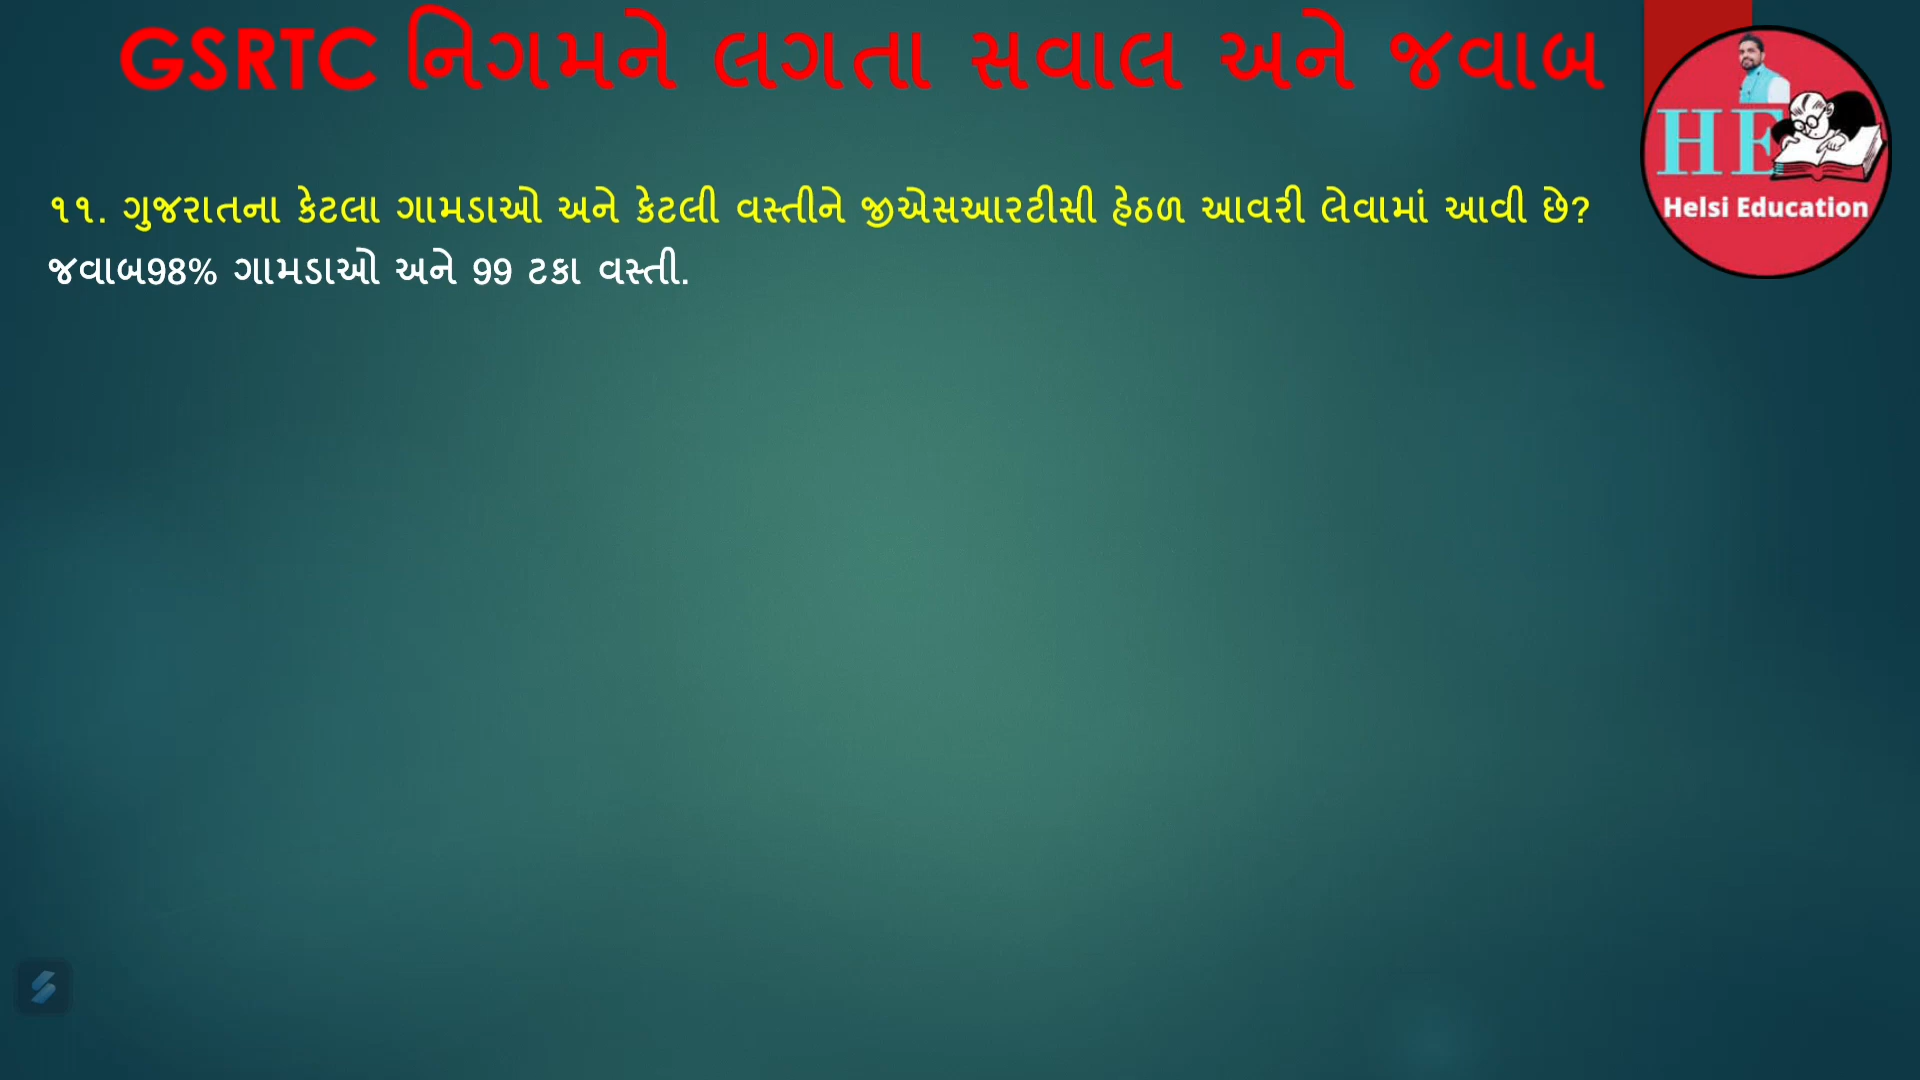 GSRTC નિગમને લગતા સવાલ અને જવાબ
HE
Helsi Education
૧૧. ગુજરાતના કેટલા ગામડાઓ અને કેટલી વસ્તીને જીએસઆરટીસી હેઠળ આવરી લેવામાં આવી છે?
જવાબ98% ગામડાઓ અને 99 ટકા વસ્તી.